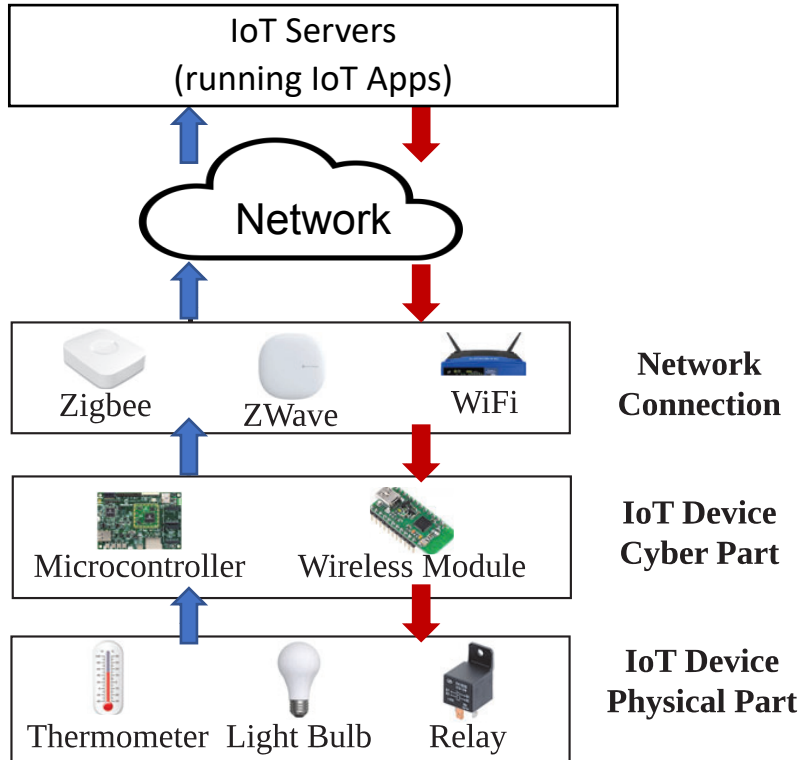 IoT Servers
(running IoT Apps)
Network
Zigbee
ZWave
WiFi
Network
Connection
Microcontroller
Wireless Module
IoT Device
Cyber Part
Thermometer
Light Bulb
Relay
IoT Device
Physical Part